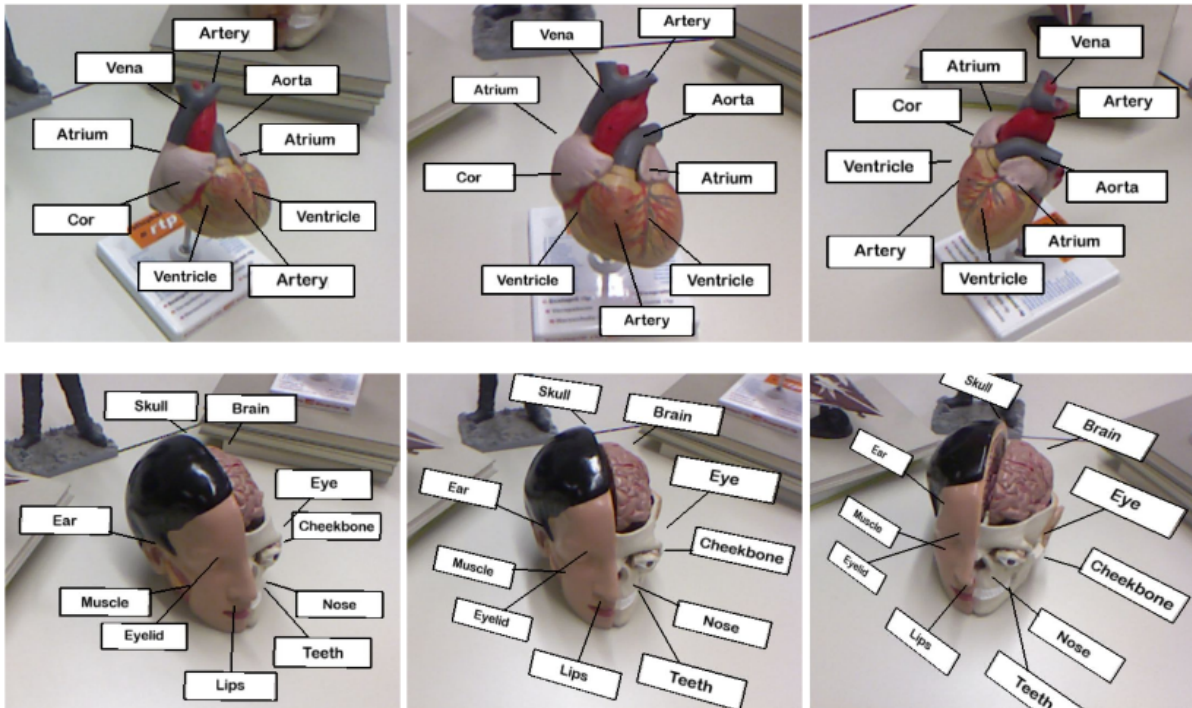 Artery
Vena
Aorta
Atrium
Atrium
Cor
Ventricle
Ventricle
Artery
rtp
Artery
Vena
Atrium
Aorta
Cor
Atrium
Ventricle
Ventricle
Artery
Vena
Atrium
Cor
Artery
Ventricle
Aorta
Artery
Atrium
Ventricle
Skull
Brain
Eye
Ear
Cheekbone
Muscle
Nose
Eyelid
Teeth
Lips
Skull
Brain
Ear
Eye
Cheekbone
Muscle
Eyelid
Nose
Lips
Teeth
Skull
Brain
Ear
Eye
Muscle
Eyelid
Cheekbone
Lips
Nose
Teeth